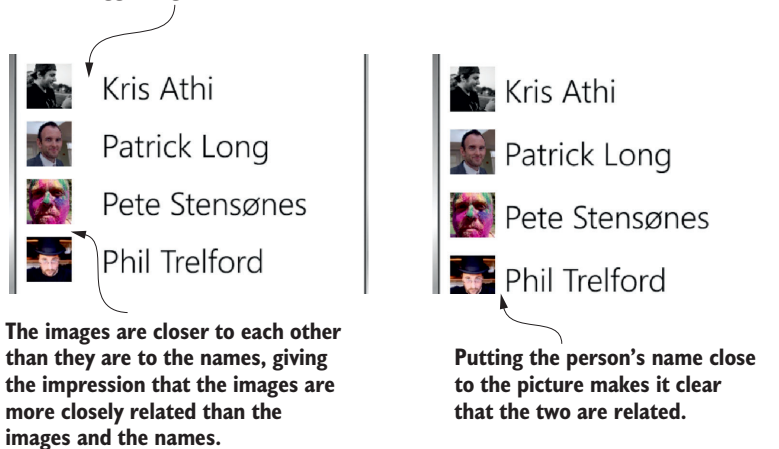 Kris Athi
Patrick Long
Pete Stensønes
Phil Trelford
Kris Athi
Patrick Long
Pete Stensønes
Phil Trelford
The images are closer to each other
than they are to the names, giving
the impression that the images are
more closely related than the
images and the names.
Putting the person's name close
to the picture makes it clear
that the two are related.